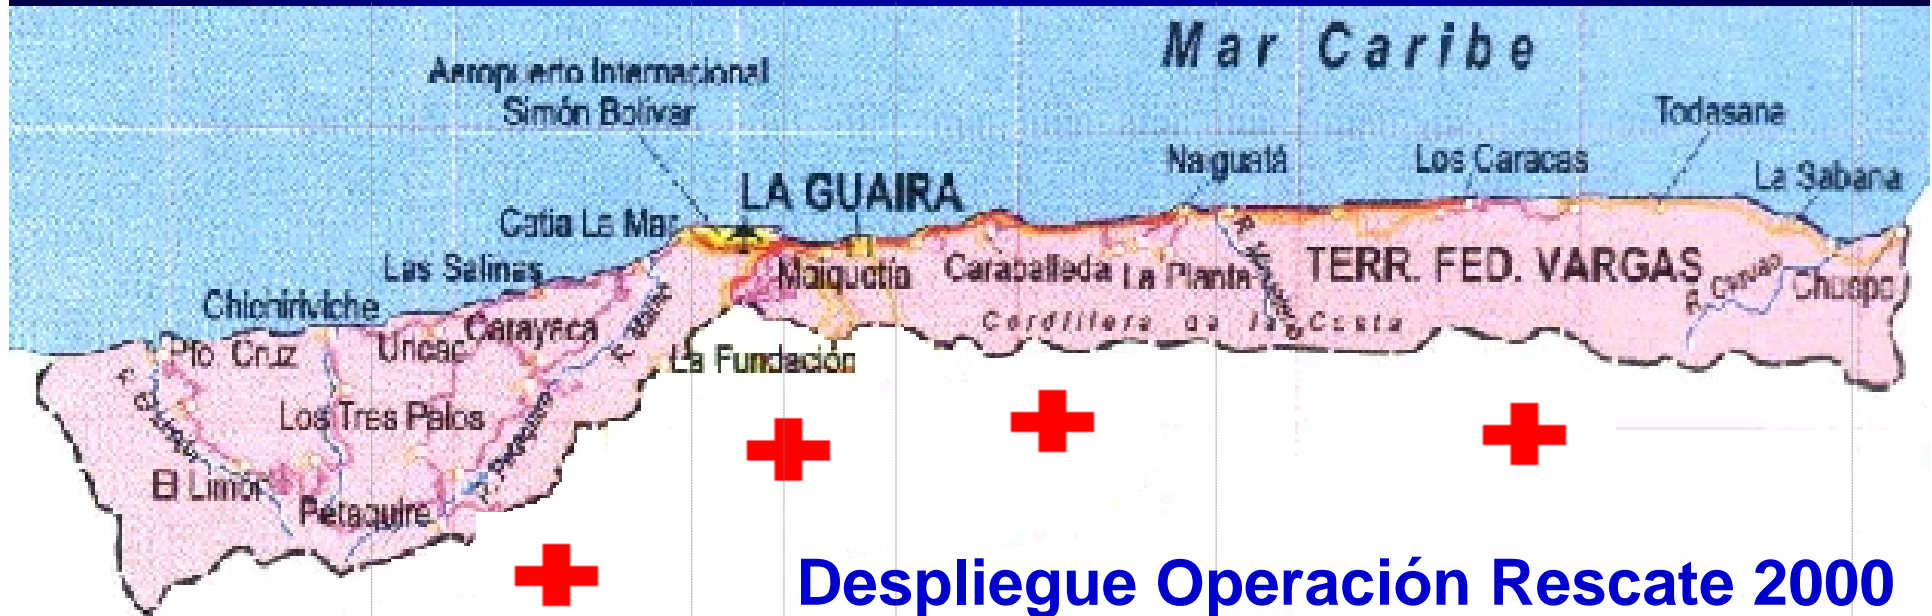 Mar Caribe
Aeropuerto Internacional
Simón Bolívar
Todasana
Naiguatá
Los Caracas
La Sabana
LA GUAIRA
Catia La Mar
Las Salinas
Maiquetía
Caraballeda
La Planta
TERR. FED. VARGAS
Chuspa
Chichiriviche
Carayaca
Cordillera de la Costa
Pto Cruz
Uricao
La Fundación
Los Tres Palos
El Limón
Petaquire
Despliegue Operación Rescate 2000